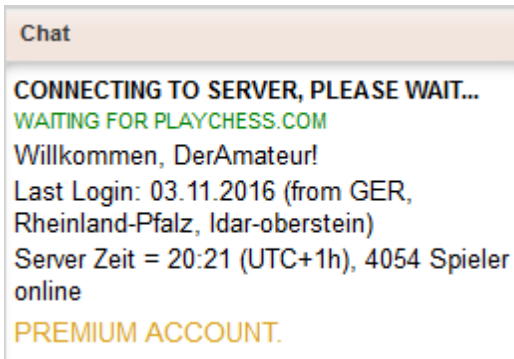 Chat
CONNECTING TO SERVER, PLEASE WAIT...
WAITING FOR PLAYCHESS.COM
Willkommen, DerAmateur!
Last Login: 03.11.2016 (from GER,
Rheinland-Pfalz, Idar-oberstein)
Server Zeit = 20:21 (UTC+1h), 4054 Spieler
online
PREMIUM ACCOUNT.